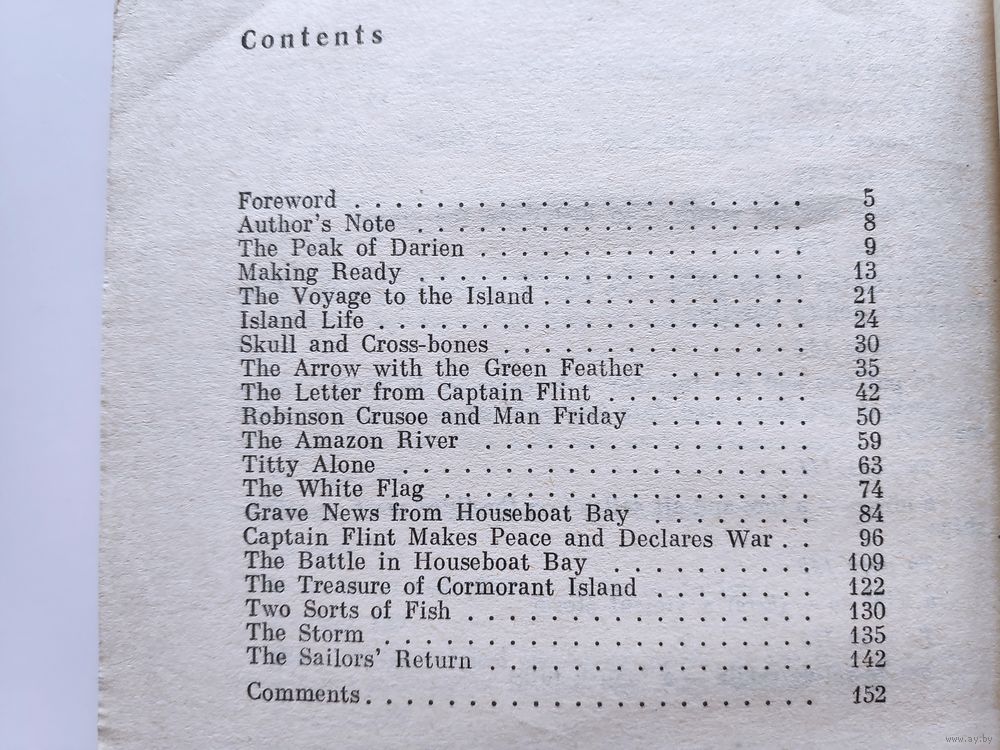 Contents
Foreword . . . . . . . . . . . . . . . . . . . . . . 5
Author's Note . . . . . . . . . . . . . . . . . . . 8
The Peak of Darien . . . . . . . . . . . . . . . . 9
Making Ready . . . . . . . . . . . . . . . . . . . 13
The Voyage to the Island . . . . . . . . . . . . . 21
Island Life . . . . . . . . . . . . . . . . . . . . . 24
Skull and Cross-bones . . . . . . . . . . . . . . . 30
The Arrow with the Green Feather . . . . . . . 35
The Letter from Captain Flint . . . . . . . . . . 42
Robinson Crusoe and Man Friday . . . . . . . . 50
The Amazon River . . . . . . . . . . . . . . . . 59
Titty Alone . . . . . . . . . . . . . . . . . . . . 63
The White Flag . . . . . . . . . . . . . . . . . . 74
Grave News from Houseboat Bay . . . . . . . . 84
Captain Flint Makes Peace and Declares War . . 96
The Battle in Houseboat Bay . . . . . . . . . . 109
The Treasure of Cormorant Island . . . . . . . . 122
Two Sorts of Fish . . . . . . . . . . . . . . . . . 130
The Storm . . . . . . . . . . . . . . . . . . . . . 135
The Sailors' Return . . . . . . . . . . . . . . . . 142
Comments . . . . . . . . . . . . . . . . . . . . . . 152
www.ay.by